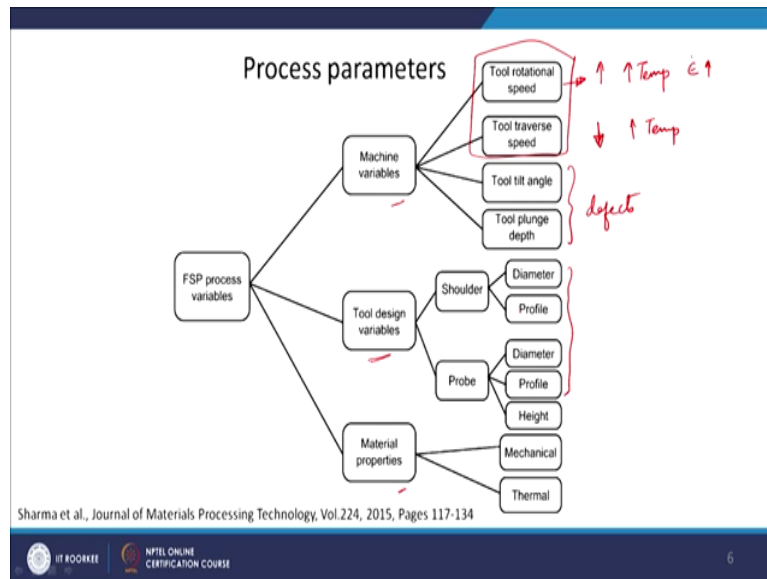 Process parameters
Tool rotational
speed
↑ ↑ Temp ε̇ ↑
Tool traverse
speed
↓ ↑ Temp
Machine
variables
Tool tilt angle
Tool plunge
depth
defects
FSP process
variables
Tool design
variables
Shoulder
Diameter
Profile
Probe
Diameter
Profile
Height
Material
properties
Mechanical
Thermal
Sharma et al., Journal of Materials Processing Technology, Vol.224, 2015, Pages 117-134
IIT ROORKEE
NPTEL ONLINE
CERTIFICATION COURSE
6